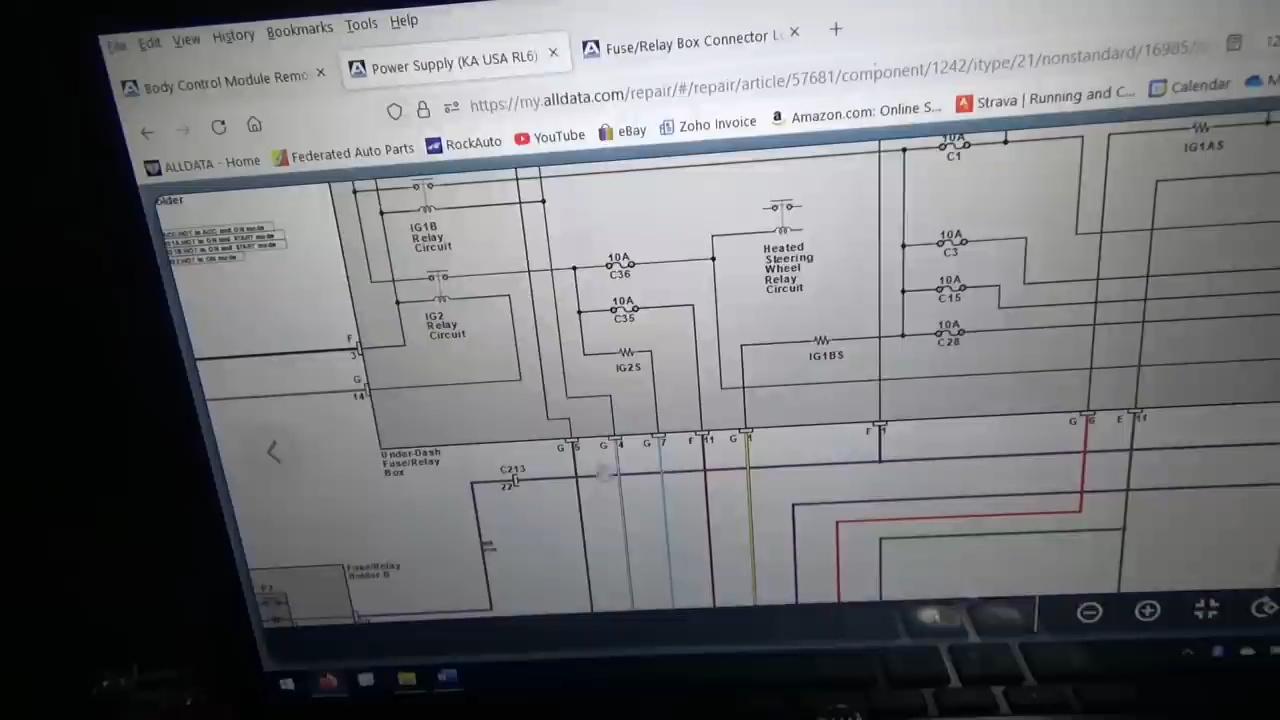 File Edit View History Bookmarks Tools Help
Body Control Module Remo
Power Supply (KA USA RL6)
Fuse/Relay Box Connector L
https://my.alldata.com/repair/#/repair/article/57681/component/1242/itype/21/nonstandard/16985/
ALLDATA - Home
Federated Auto Parts
RockAuto
YouTube
eBay
Zoho Invoice
Amazon.com: Online S...
Strava | Running and C...
Calendar
older
IG1B
Relay
Circuit
IG2
Relay
Circuit
10A
C36
10A
C35
IG2S
Heated
Steering
Wheel
Relay
Circuit
IG1BS
10A
C1
10A
C3
10A
C15
10A
C28
IG1AS
F
3
G
14
Under-Dash
Fuse/Relay
Box
G 5
G 4
G 7
F 11
G 1
F 1
G 6
E 11
C213
22
Fuse/Relay
Holder B